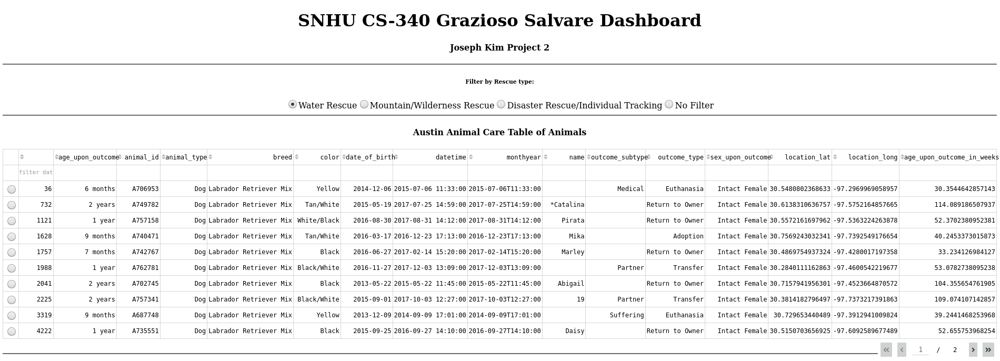 SNHU CS-340 Grazioso Salvare Dashboard
Joseph Kim Project 2
Filter by Rescue type:
Water Rescue Mountain/Wilderness Rescue Disaster Rescue/Individual Tracking No Filter
Austin Animal Care Table of Animals
age_upon_outcome animal_id animal_type breed color date_of_birth datetime monthyear name outcome_subtype outcome_type sex_upon_outcome location_lat location_long age_upon_outcome_in_weeks
filter dat
36 6 months A706953 Dog Labrador Retriever Mix Yellow 2014-12-06 2015-07-06 11:33:00 2015-07-06T11:33:00 Medical Euthanasia Intact Female 30.5480802368633 -97.2969969058957 30.3544642857143
732 2 years A749782 Dog Labrador Retriever Mix Tan/White 2015-05-19 2017-07-25 14:59:00 2017-07-25T14:59:00 *Catalina Return to Owner Intact Female 30.6138310636757 -97.5752164857665 114.089186507937
1121 1 year A757158 Dog Labrador Retriever Mix White/Black 2016-08-30 2017-08-31 14:12:00 2017-08-31T14:12:00 Pirata Return to Owner Intact Female 30.5572161697962 -97.5363224263878 52.3702380952381
1628 9 months A740471 Dog Labrador Retriever Mix Tan/White 2016-03-17 2016-12-23 17:13:00 2016-12-23T17:13:00 Mika Adoption Intact Female 30.7569243032341 -97.7392549176654 40.2453373015873
1757 7 months A742767 Dog Labrador Retriever Mix Black 2016-06-27 2017-02-14 15:20:00 2017-02-14T15:20:00 Marley Return to Owner Intact Female 30.4869754937324 -97.4280017197358 33.234126984127
1988 1 year A762781 Dog Labrador Retriever Mix Black/White 2016-11-27 2017-12-03 13:09:00 2017-12-03T13:09:00 Partner Transfer Intact Female 30.2840111162863 -97.4600542219677 53.0782738095238
2041 2 years A702745 Dog Labrador Retriever Mix Black 2013-05-22 2015-05-22 11:45:00 2015-05-22T11:45:00 Abigail Return to Owner Intact Female 30.7157941956301 -97.4523664870572 104.355654761905
2225 2 years A757341 Dog Labrador Retriever Mix Black/White 2015-09-01 2017-10-03 12:27:00 2017-10-03T12:27:00 19 Partner Transfer Intact Female 30.3814182796497 -97.7373217391863 109.074107142857
3319 9 months A687748 Dog Labrador Retriever Mix Yellow 2013-12-09 2014-09-09 17:01:00 2014-09-09T17:01:00 Suffering Euthanasia Intact Female 30.729653440489 -97.3912941009824 39.2441468253968
4222 1 year A735551 Dog Labrador Retriever Mix Black 2015-09-25 2016-09-27 14:10:00 2016-09-27T14:10:00 Daisy Return to Owner Intact Female 30.5150703656925 -97.6092589677489 52.655753968254
1 / 2